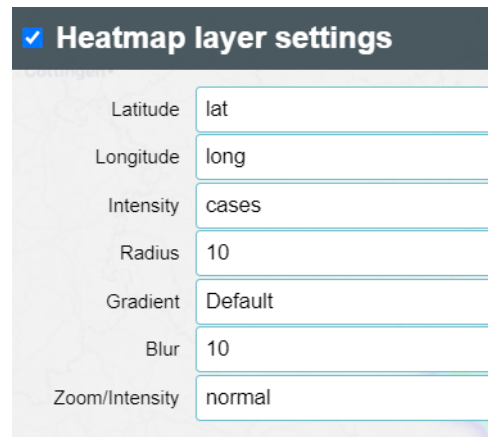 Heatmap layer settings
Latitude lat
Longitude long
Intensity cases
Radius 10
Gradient Default
Blur 10
Zoom/Intensity normal